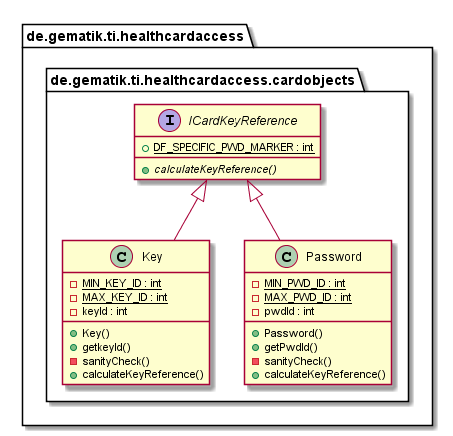 de.gematik.ti.healthcardaccess
de.gematik.ti.healthcardaccess.cardobjects
I ICardKeyReference
DF_SPECIFIC_PWD_MARKER : int
calculateKeyReference()
C Key
MIN_KEY_ID : int
MAX_KEY_ID : int
keyId : int
Key()
getkeyId()
sanityCheck()
calculateKeyReference()
C Password
MIN_PWD_ID : int
MAX_PWD_ID : int
pwdId : int
Password()
getPwdId()
sanityCheck()
calculateKeyReference()